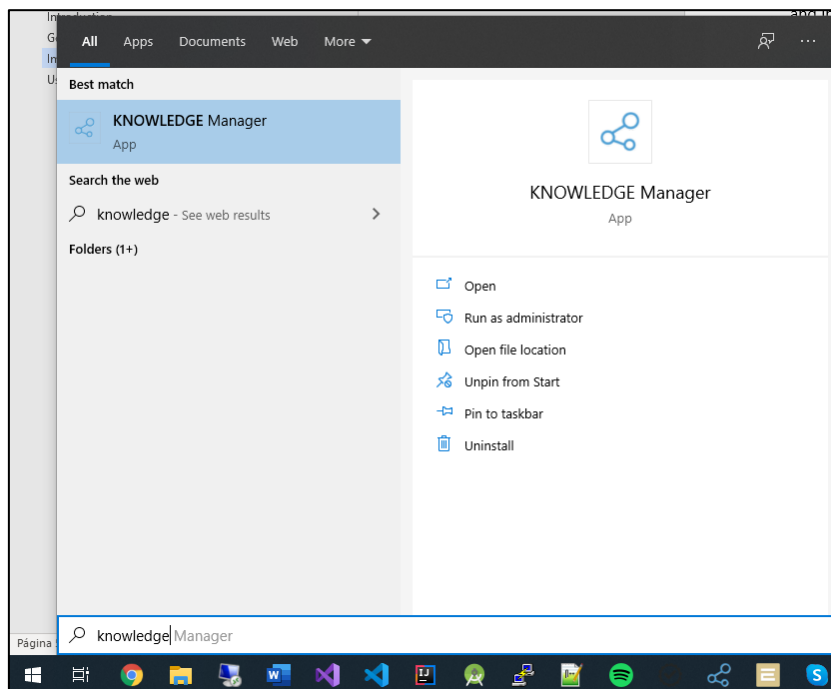 All Apps Documents Web More
Best match
KNOWLEDGE Manager
App
Search the web
knowledge - See web results
Folders (1+)
KNOWLEDGE Manager
App
Open
Run as administrator
Open file location
Unpin from Start
Pin to taskbar
Uninstall
Página
knowledge Manager